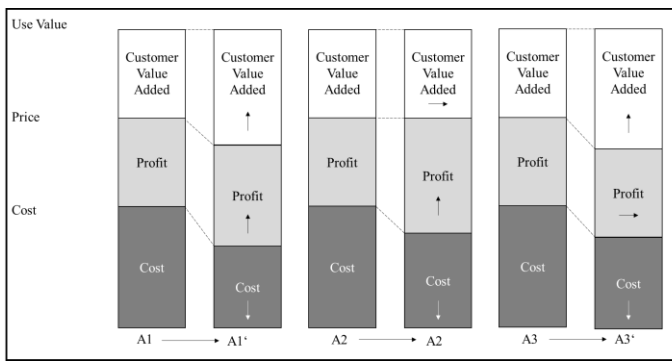 Use Value
Price
Cost
Customer
Value
Added
Profit
Cost
Customer
Value
Added
Profit
Cost
Customer
Value
Added
Profit
Cost
Customer
Value
Added
Profit
Cost
Customer
Value
Added
Profit
Cost
Customer
Value
Added
Profit
Cost
A1 A1‘
A2 A2
A3 A3‘